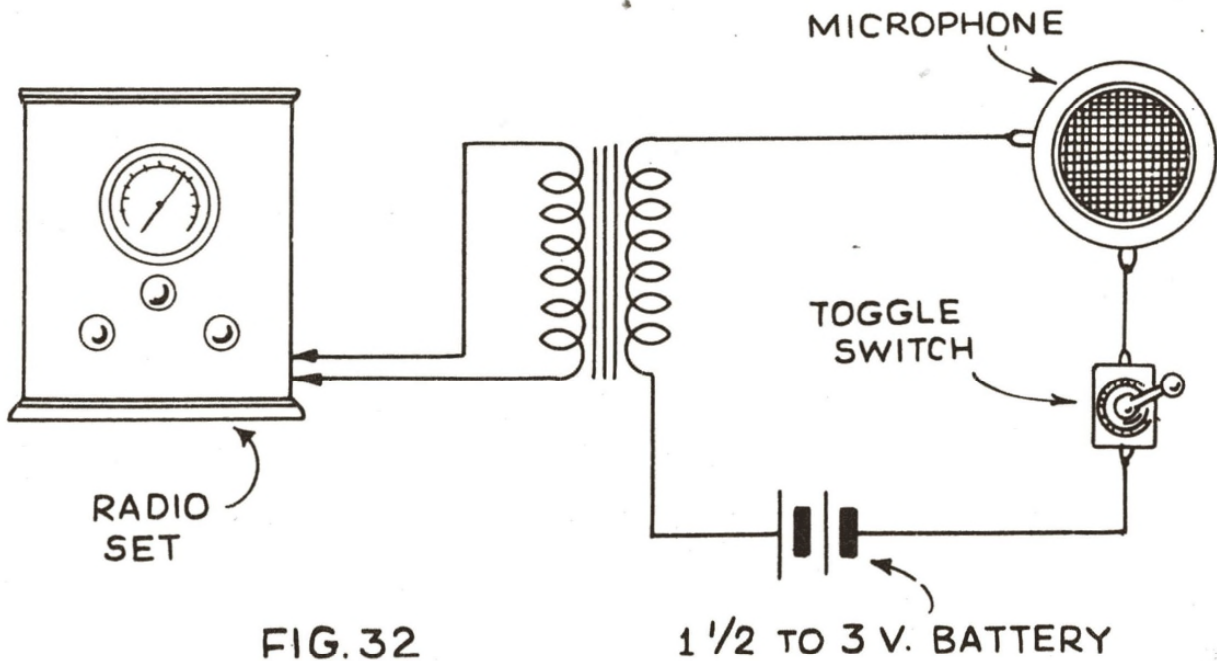 MICROPHONE
TOGGLE
SWITCH
RADIO
SET
FIG. 32
1 1/2 TO 3 V. BATTERY